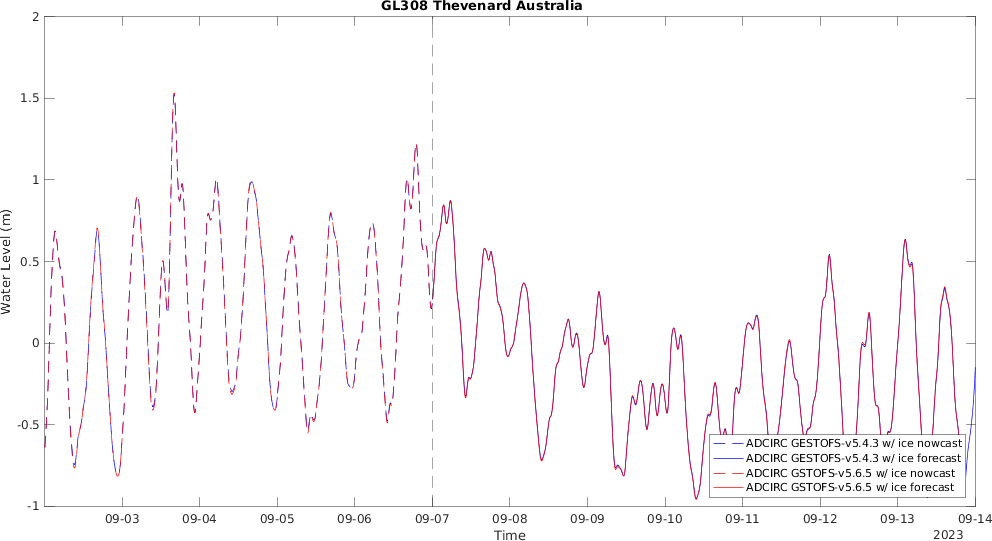 GL308 Thevenard Australia
2
1.5
1
0.5
0
-0.5
-1
Water Level (m)
ADCIRC GESTOFS-v5.4.3 w/ ice nowcast
ADCIRC GESTOFS-v5.4.3 w/ ice forecast
ADCIRC GSTOFS-v5.6.5 w/ ice nowcast
ADCIRC GSTOFS-v5.6.5 w/ ice forecast
09-03 09-04 09-05 09-06 09-07 09-08 09-09 09-10 09-11 09-12 09-13 09-14
Time
2023